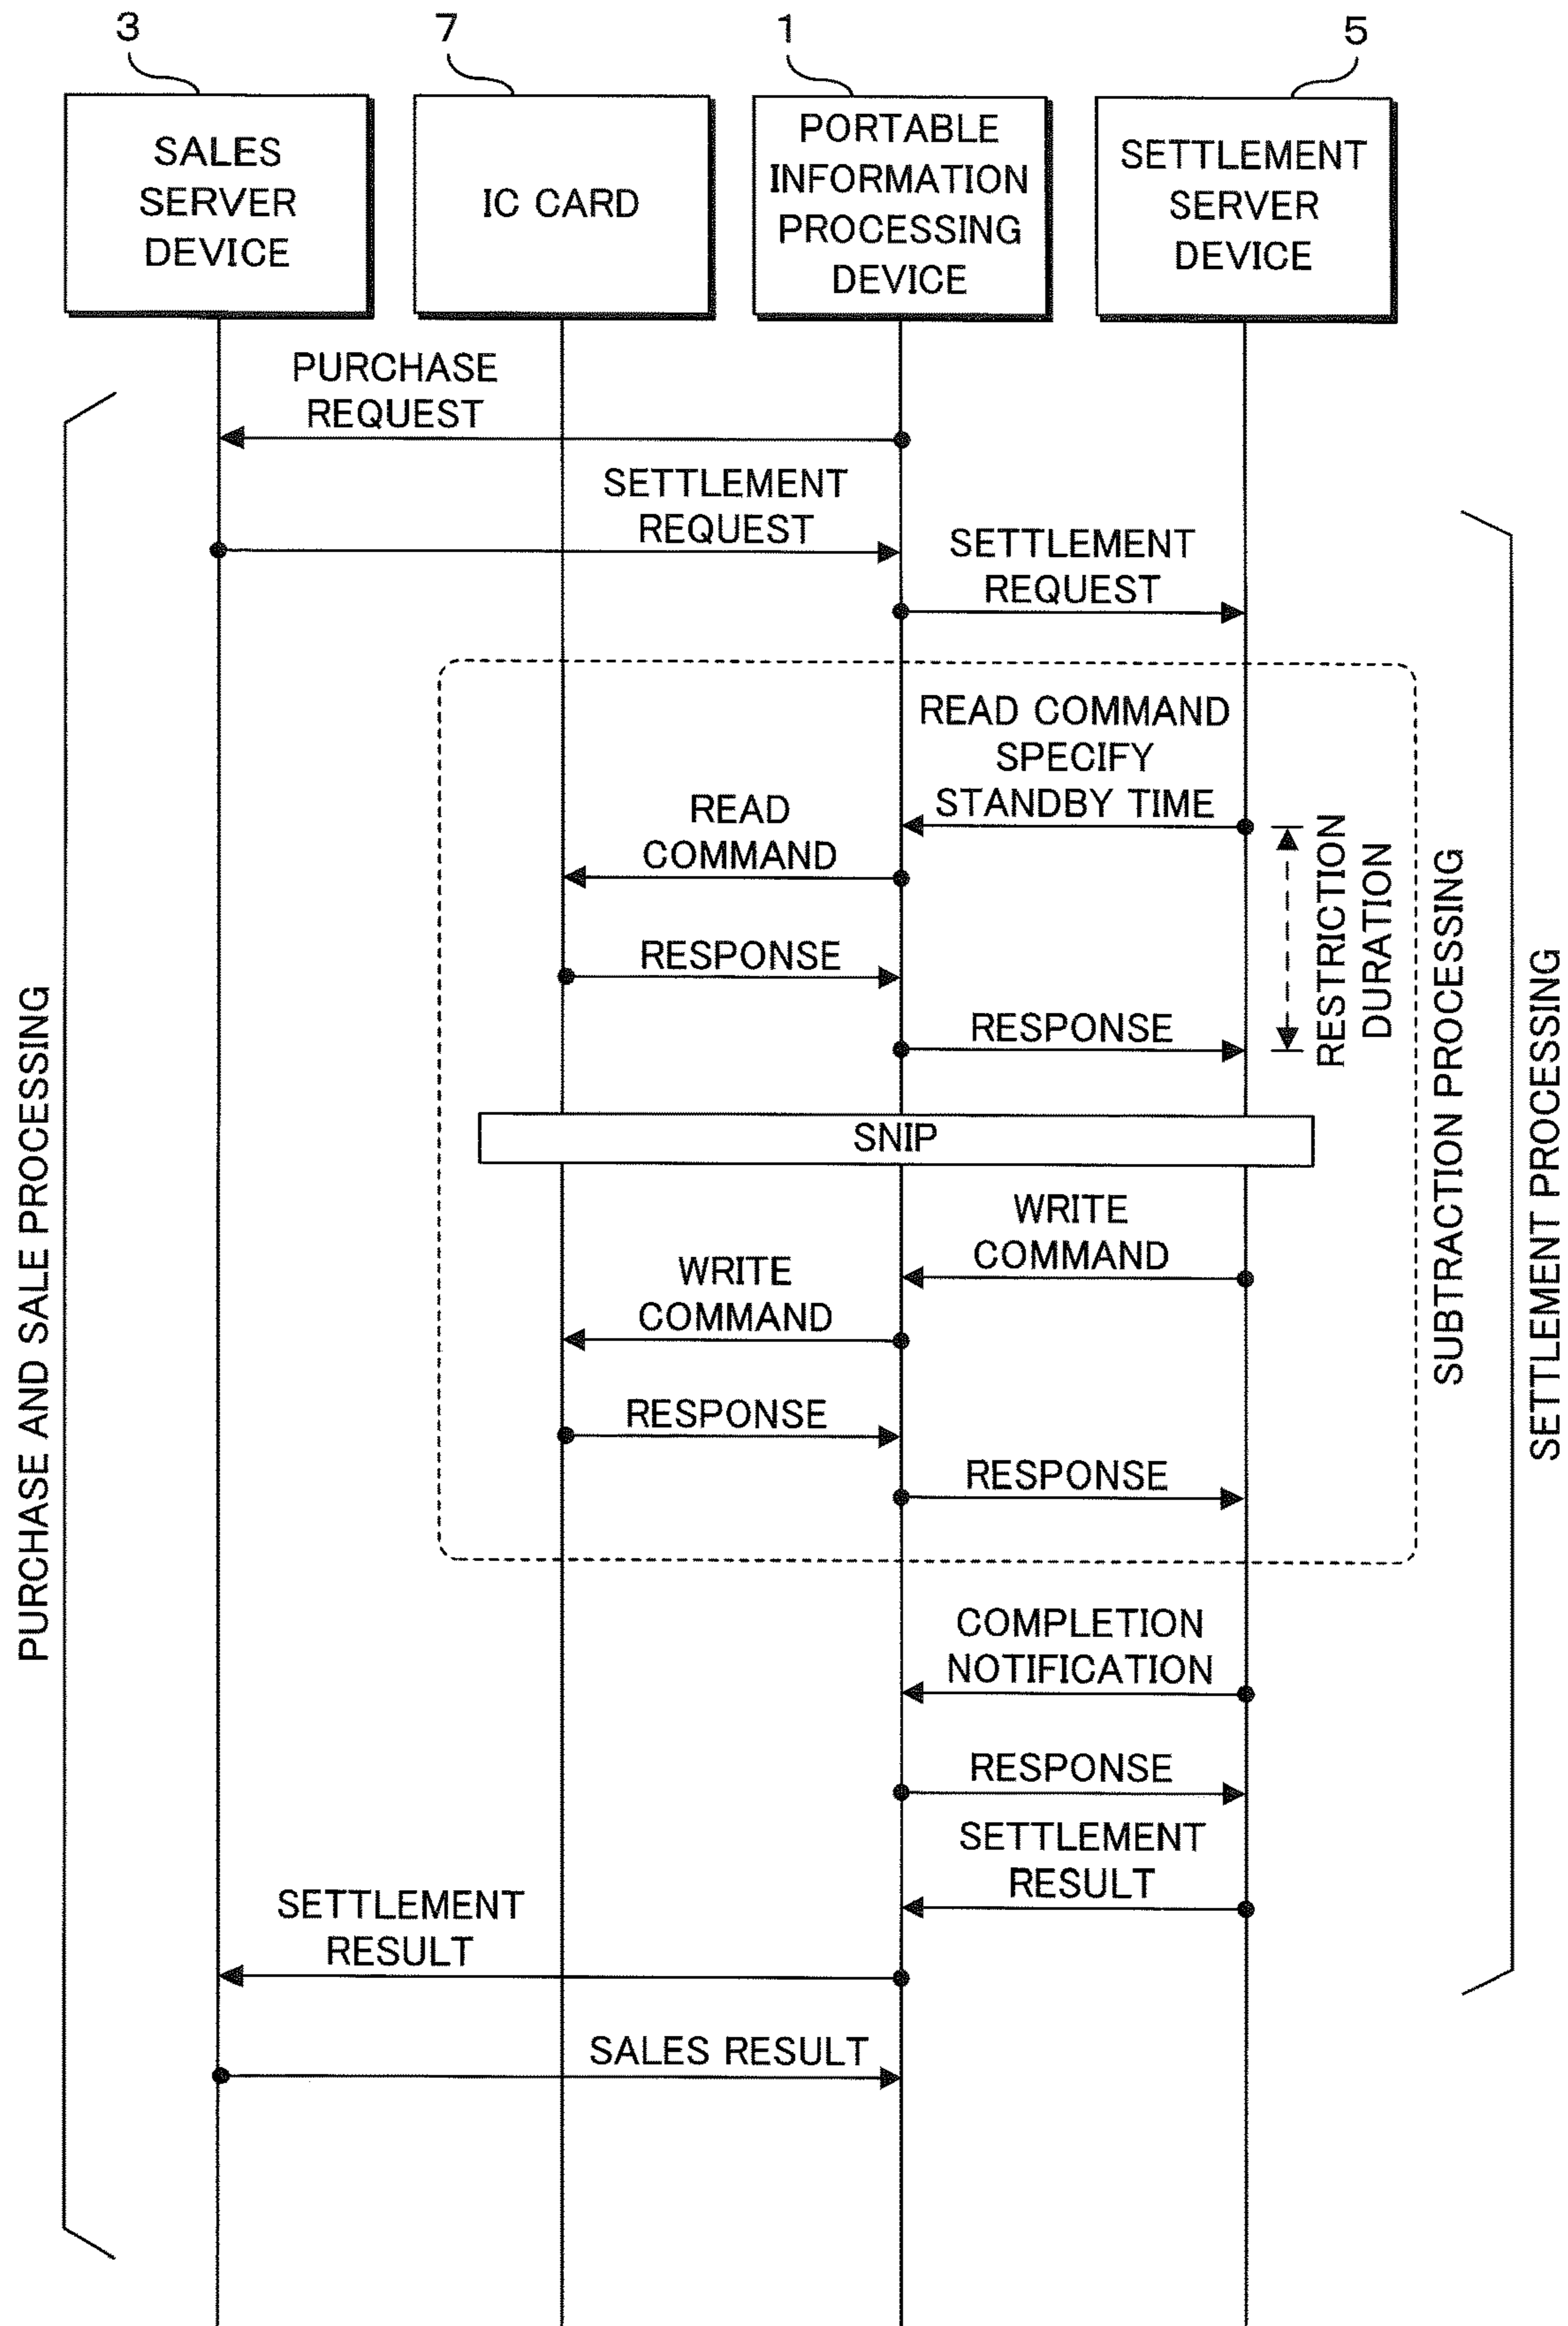 3
7
1
5
SALES
SERVER
DEVICE
IC CARD
PORTABLE
INFORMATION
PROCESSING
DEVICE
SETTLEMENT
SERVER
DEVICE
PURCHASE
REQUEST
SETTLEMENT
REQUEST
SETTLEMENT
REQUEST
READ COMMAND
SPECIFY
STANDBY TIME
READ
COMMAND
RESPONSE
RESPONSE
RESTRICTION
DURATION
SNIP
WRITE
COMMAND
WRITE
COMMAND
RESPONSE
RESPONSE
SUBTRACTION PROCESSING
COMPLETION
NOTIFICATION
RESPONSE
SETTLEMENT
RESULT
SETTLEMENT
RESULT
SALES RESULT
PURCHASE AND SALE PROCESSING
SETTLEMENT PROCESSING